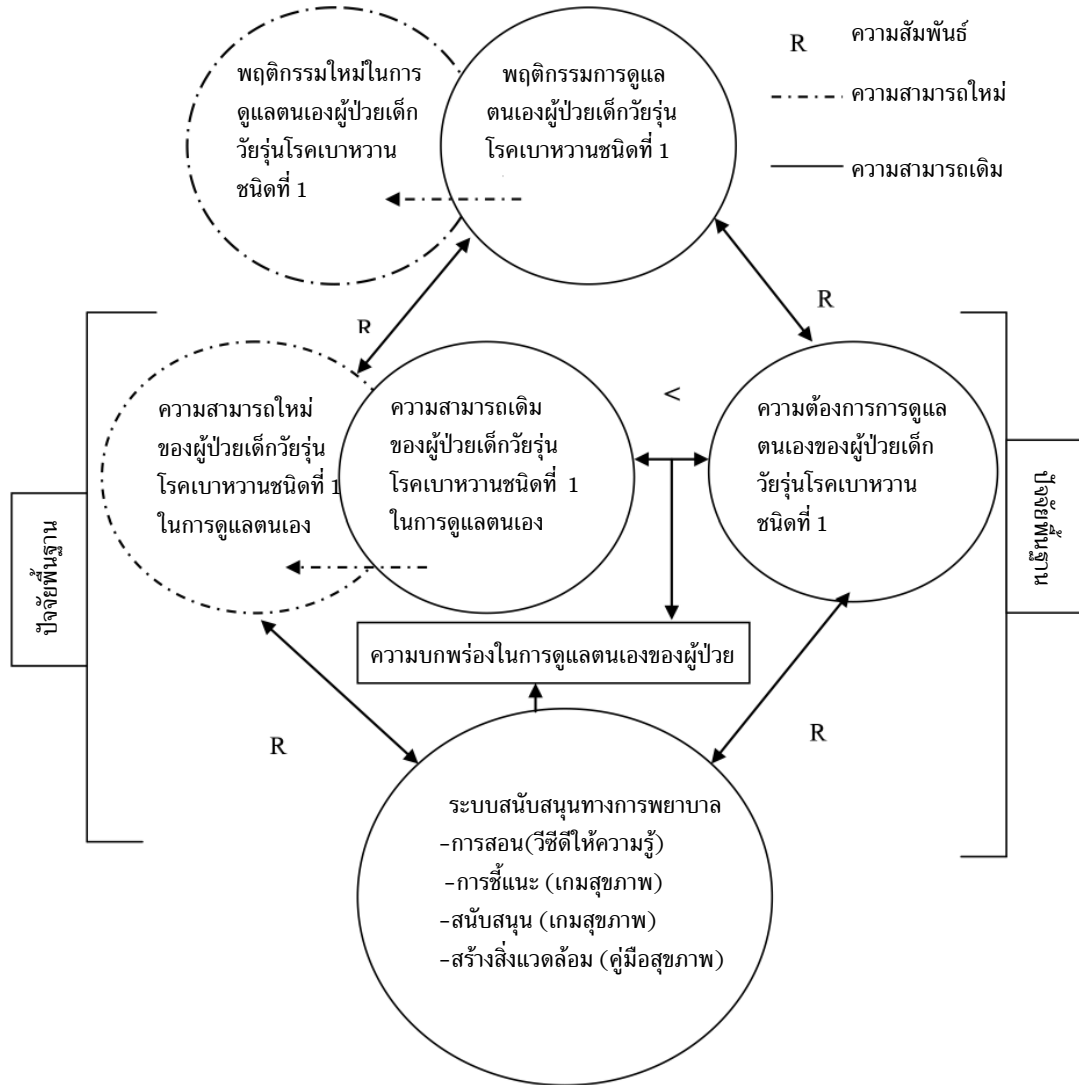 R ความสัมพันธ์
ความสามารถใหม่
ความสามารถเดิม
พฤติกรรมใหม่ในการ
ดูแลตนเองผู้ป่วยเด็ก
วัยรุ่นโรคเบาหวาน
ชนิดที่ 1
พฤติกรรมการดูแล
ตนเองผู้ป่วยเด็กวัยรุ่น
โรคเบาหวานชนิดที่ 1
R
R
ความสามารถใหม่
ของผู้ป่วยเด็กวัยรุ่น
โรคเบาหวานชนิดที่ 1
ในการดูแลตนเอง
ความสามารถเดิม
ของผู้ป่วยเด็กวัยรุ่น
โรคเบาหวานชนิดที่ 1
ในการดูแลตนเอง
<
ความต้องการการดูแล
ตนเองของผู้ป่วยเด็ก
วัยรุ่นโรคเบาหวาน
ชนิดที่ 1
ปัจจัยพื้นฐาน
ปัจจัยพื้นฐาน
ความบกพร่องในการดูแลตนเองของผู้ป่วย
R
R
ระบบสนับสนุนทางการพยาบาล
-การสอน(วีซีดีให้ความรู้)
-การชี้แนะ (เกมสุขภาพ)
-สนับสนุน (เกมสุขภาพ)
-สร้างสิ่งแวดล้อม (คู่มือสุขภาพ)